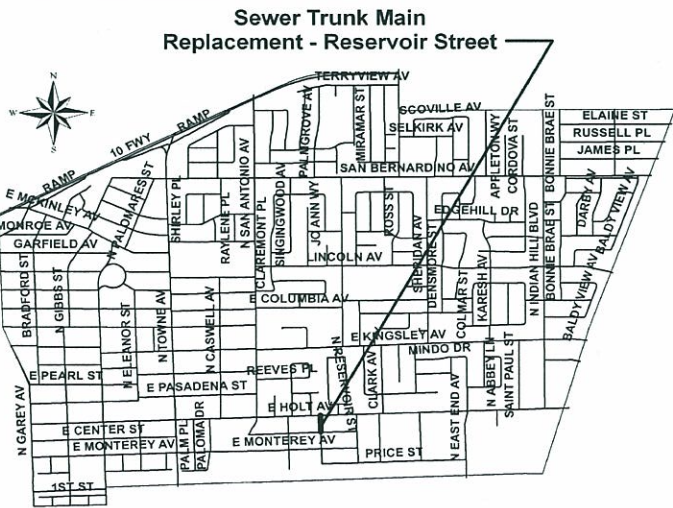 Sewer Trunk Main
Replacement - Reservoir Street
TERRYVIEW AV
N
W
E
S
RAMP
10 FWY
RAMP
PALMGROVE AV
MIRAMAR ST
SCOVILLE AV
SELKIRK AV
APPLETON WY
CORDOVA ST
BONNIE BRAE ST
ELAINE ST
RUSSELL PL
JAMES PL
SAN BERNARDINO AV
E MCKINLEY AV
MONROE AV
GARFIELD AV
N PALOMARES ST
SHIRLEY PL
RAYLENE PL
N SAN ANTONIO AV
CLAREMONT PL
SINGINGWOOD AV
JO ANN WY
RUSS ST
EDGEHILL DR
DARBY AV
BALDY VIEW AV
LINCOLN AV
SHERIDAN AV
DENSMORE ST
COLMAR ST
KARESH AV
N INDIAN HILL BLVD
BONNIE BRAE ST
BALDY VIEW AV
BRADFORD ST
N GIBBS ST
N ELEANOR ST
N TOWNE AV
N CASWELL AV
E COLUMBIA AV
E KINGSLEY AV
MINDO DR
N RESERVOIR ST
CLARK AV
REEVES PL
N ABBEY LN
SAINT PAUL ST
E PEARL ST
E PASADENA ST
N GAREY AV
E HOLT AV
N EAST END AV
E CENTER ST
E MONTEREY AV
PALM PL
PALOMA DR
E MONTEREY AV
PRICE ST
1ST ST